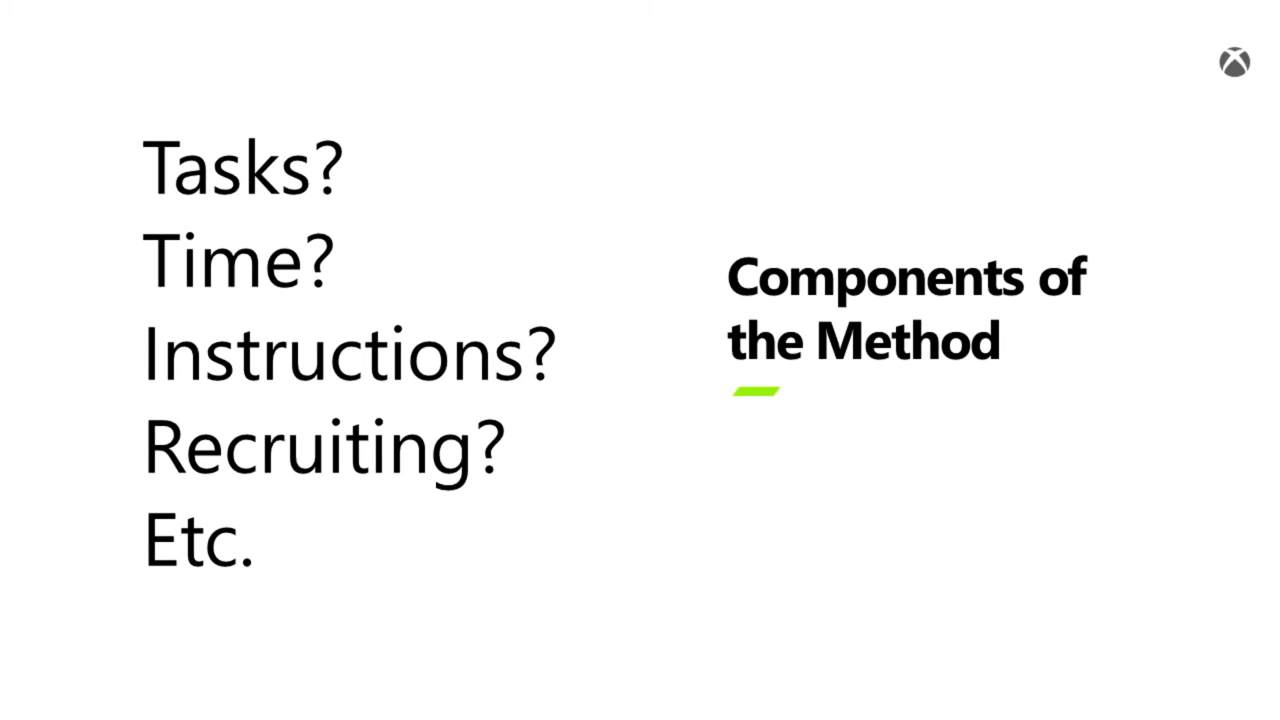 Tasks?
Time?
Instructions?
Recruiting?
Etc.
Components of
the Method